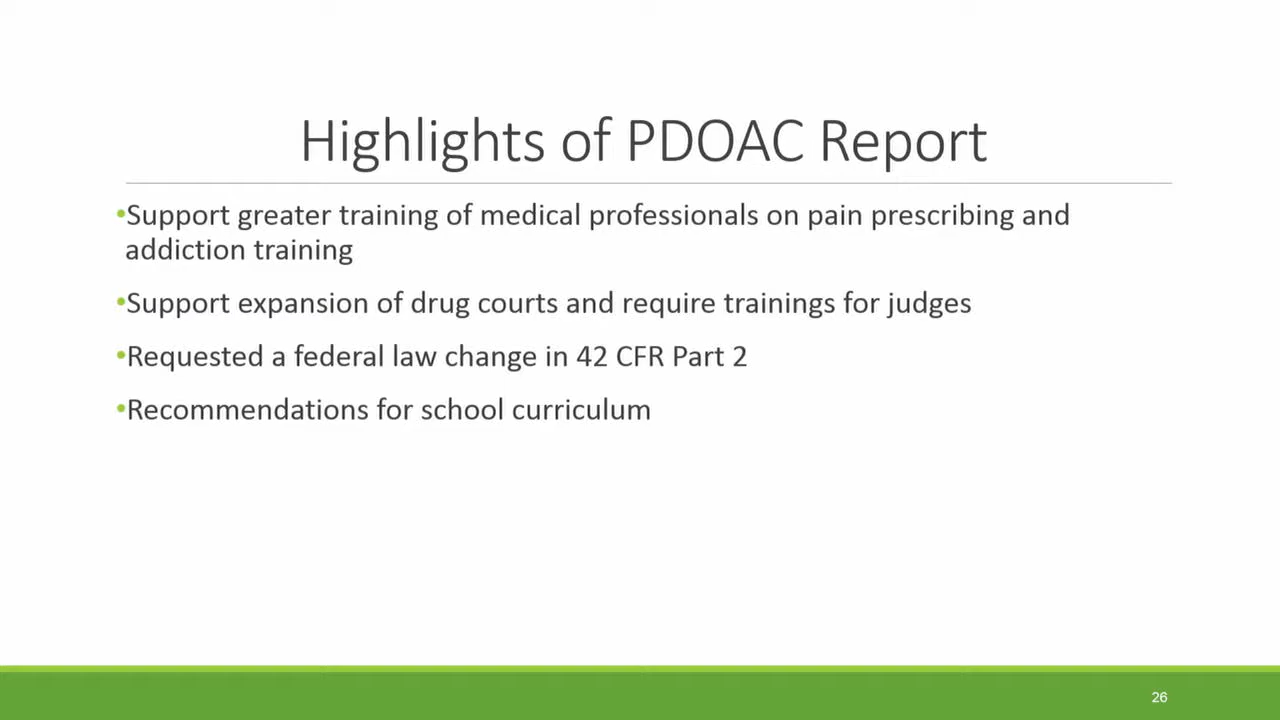 Highlights of PDOAC Report
•Support greater training of medical professionals on pain prescribing and
addiction training
•Support expansion of drug courts and require trainings for judges
•Requested a federal law change in 42 CFR Part 2
•Recommendations for school curriculum
26